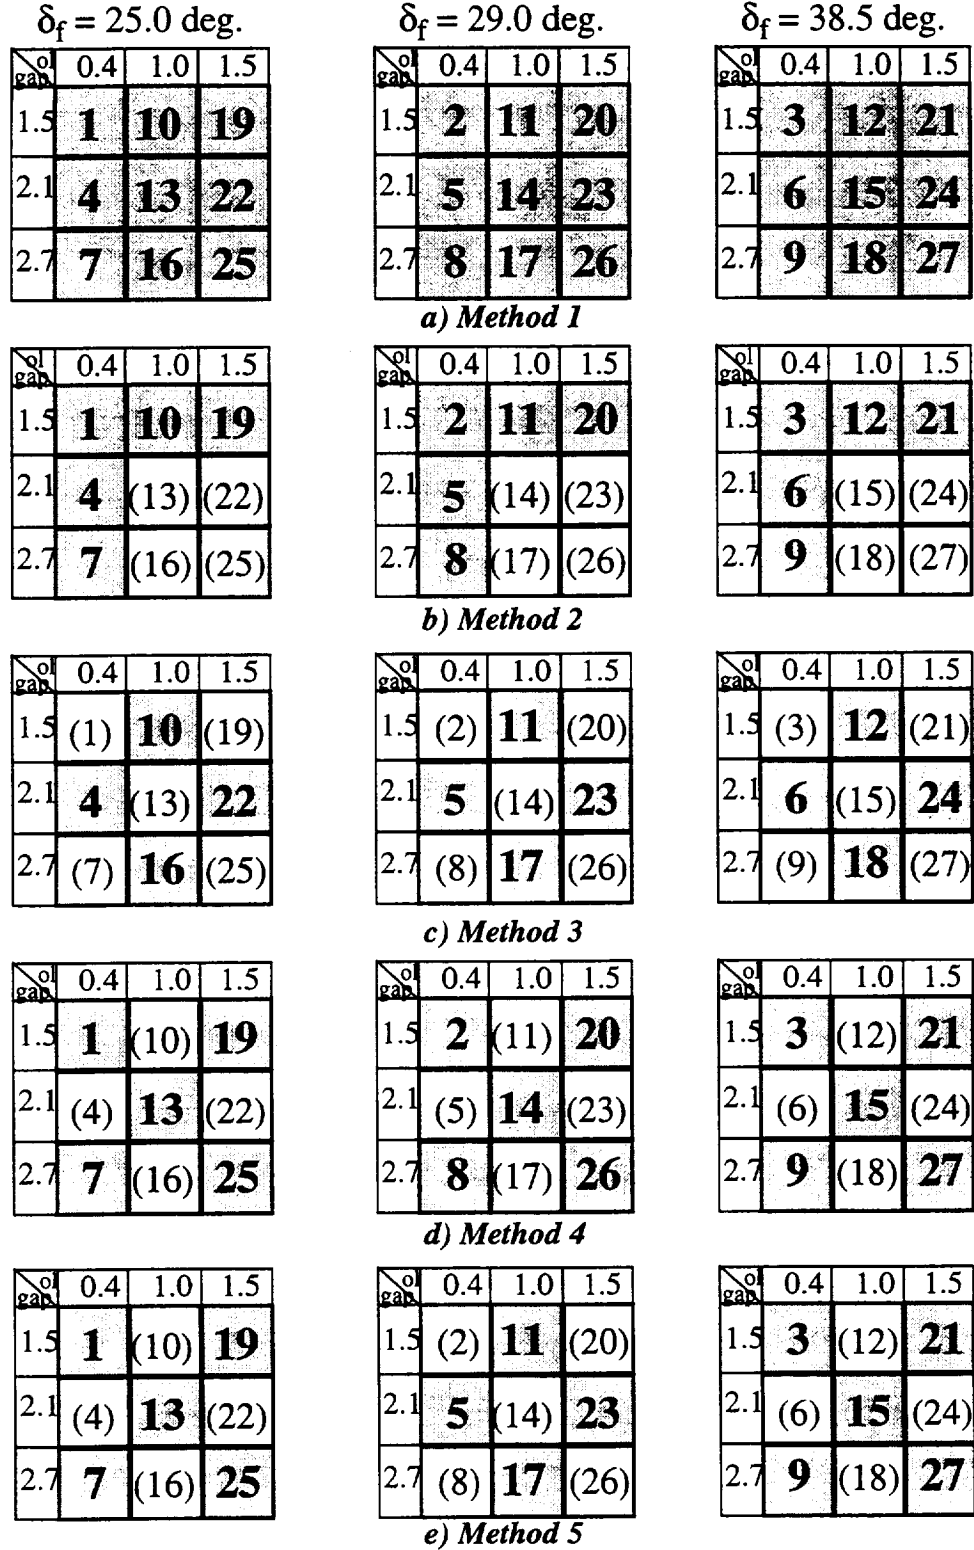 δf = 25.0 deg. δf = 29.0 deg. δf = 38.5 deg.
ol gap 0.4 1.0 1.5 ol gap 0.4 1.0 1.5 ol gap 0.4 1.0 1.5
1.5 1 10 19 1.5 2 11 20 1.5 3 12 21
2.1 4 13 22 2.1 5 14 23 2.1 6 15 24
2.7 7 16 25 2.7 8 17 26 2.7 9 18 27
a) Method 1
ol gap 0.4 1.0 1.5 ol gap 0.4 1.0 1.5 ol gap 0.4 1.0 1.5
1.5 1 10 19 1.5 2 11 20 1.5 3 12 21
2.1 4 (13) (22) 2.1 5 (14) (23) 2.1 6 (15) (24)
2.7 7 (16) (25) 2.7 8 (17) (26) 2.7 9 (18) (27)
b) Method 2
ol gap 0.4 1.0 1.5 ol gap 0.4 1.0 1.5 ol gap 0.4 1.0 1.5
1.5 (1) 10 (19) 1.5 (2) 11 (20) 1.5 (3) 12 (21)
2.1 4 (13) 22 2.1 5 (14) 23 2.1 6 (15) 24
2.7 (7) 16 (25) 2.7 (8) 17 (26) 2.7 (9) 18 (27)
c) Method 3
ol gap 0.4 1.0 1.5 ol gap 0.4 1.0 1.5 ol gap 0.4 1.0 1.5
1.5 1 (10) 19 1.5 2 (11) 20 1.5 3 (12) 21
2.1 (4) 13 (22) 2.1 (5) 14 (23) 2.1 (6) 15 (24)
2.7 7 (16) 25 2.7 8 (17) 26 2.7 9 (18) 27
d) Method 4
ol gap 0.4 1.0 1.5 ol gap 0.4 1.0 1.5 ol gap 0.4 1.0 1.5
1.5 1 (10) 19 1.5 (2) 11 (20) 1.5 3 (12) 21
2.1 (4) 13 (22) 2.1 5 (14) 23 2.1 (6) 15 (24)
2.7 7 (16) 25 2.7 (8) 17 (26) 2.7 9 (18) 27
e) Method 5